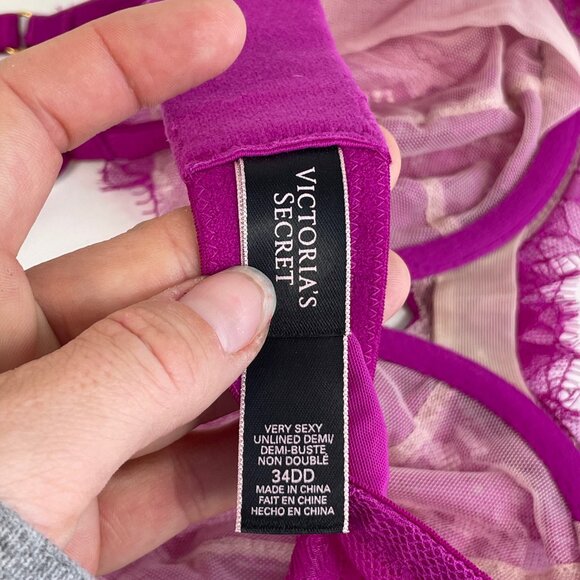 VICTORIA'S
SECRET
VERY SEXY
UNLINED DEMI/
DEMI-BUSTE
NON DOUBLÉ
34DD
MADE IN CHINA
FAIT EN CHINE
HECHO EN CHINA